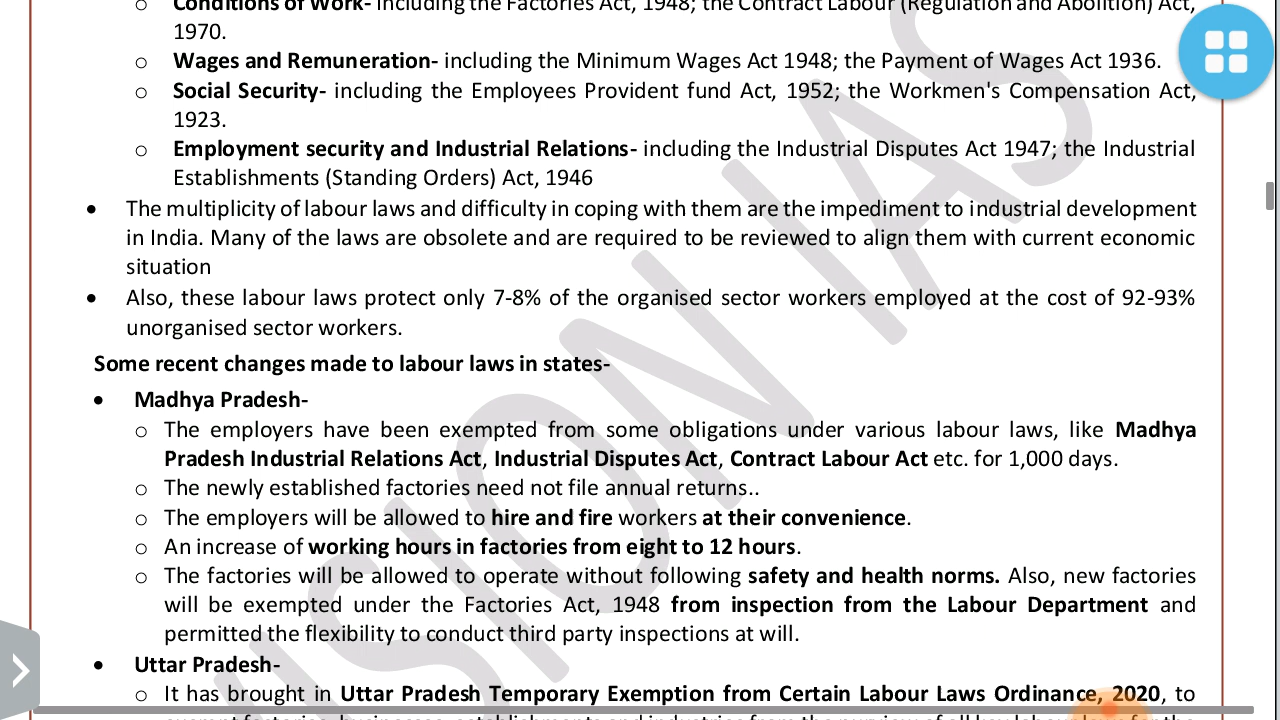 o Conditions of Work- including the Factories Act, 1948; the Contract Labour (Regulation and Abolition) Act,
1970.
o Wages and Remuneration- including the Minimum Wages Act 1948; the Payment of Wages Act 1936.
o Social Security- including the Employees Provident fund Act, 1952; the Workmen's Compensation Act,
1923.
o Employment security and Industrial Relations- including the Industrial Disputes Act 1947; the Industrial
Establishments (Standing Orders) Act, 1946
• The multiplicity of labour laws and difficulty in coping with them are the impediment to industrial development
in India. Many of the laws are obsolete and are required to be reviewed to align them with current economic
situation
• Also, these labour laws protect only 7-8% of the organised sector workers employed at the cost of 92-93%
unorganised sector workers.
Some recent changes made to labour laws in states-
• Madhya Pradesh-
o The employers have been exempted from some obligations under various labour laws, like Madhya
Pradesh Industrial Relations Act, Industrial Disputes Act, Contract Labour Act etc. for 1,000 days.
o The newly established factories need not file annual returns..
o The employers will be allowed to hire and fire workers at their convenience.
o An increase of working hours in factories from eight to 12 hours.
o The factories will be allowed to operate without following safety and health norms. Also, new factories
will be exempted under the Factories Act, 1948 from inspection from the Labour Department and
permitted the flexibility to conduct third party inspections at will.
• Uttar Pradesh-
o It has brought in Uttar Pradesh Temporary Exemption from Certain Labour Laws Ordinance, 2020, to
VISION IAS